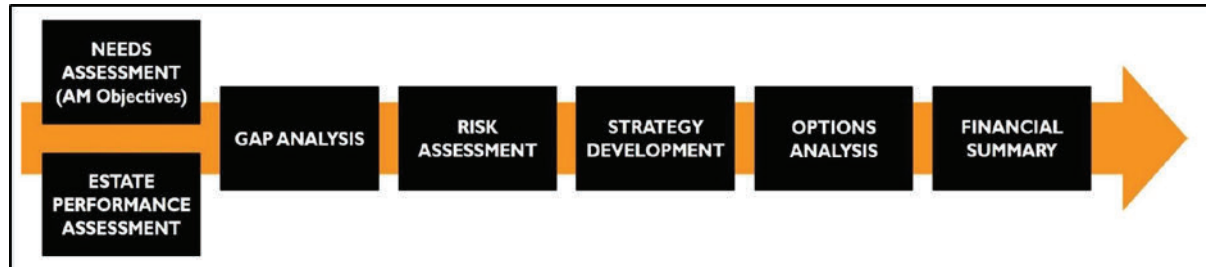 NEEDS
ASSESSMENT
(AM Objectives)
ESTATE
PERFORMANCE
ASSESSMENT
GAP ANALYSIS
RISK
ASSESSMENT
STRATEGY
DEVELOPMENT
OPTIONS
ANALYSIS
FINANCIAL
SUMMARY